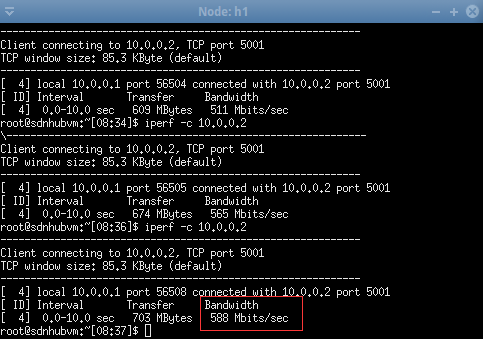 Node: h1
------------------------------------------------------------
Client connecting to 10.0.0.2, TCP port 5001
TCP window size: 85.3 KByte (default)
------------------------------------------------------------
[  4] local 10.0.0.1 port 56504 connected with 10.0.0.2 port 5001
[ ID] Interval       Transfer     Bandwidth
[  4]  0.0-10.0 sec   609 MBytes   511 Mbits/sec
root@sdnhubvm:~[08:34]$ iperf -c 10.0.0.2
\------------------------------------------------------------
Client connecting to 10.0.0.2, TCP port 5001
TCP window size: 85.3 KByte (default)
------------------------------------------------------------
[  4] local 10.0.0.1 port 56505 connected with 10.0.0.2 port 5001
[ ID] Interval       Transfer     Bandwidth
[  4]  0.0-10.0 sec   674 MBytes   565 Mbits/sec
root@sdnhubvm:~[08:36]$ iperf -c 10.0.0.2
------------------------------------------------------------
Client connecting to 10.0.0.2, TCP port 5001
TCP window size: 85.3 KByte (default)
------------------------------------------------------------
[  4] local 10.0.0.1 port 56508 connected with 10.0.0.2 port 5001
[ ID] Interval       Transfer     Bandwidth
[  4]  0.0-10.0 sec   703 MBytes   588 Mbits/sec
root@sdnhubvm:~[08:37]$